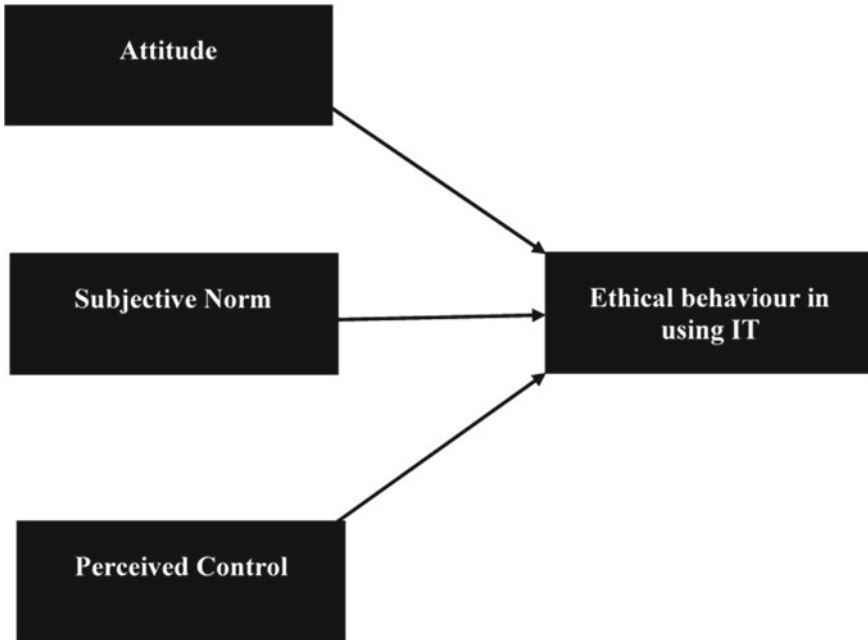 Attitude
Subjective Norm
Ethical behaviour in
using IT
Perceived Control